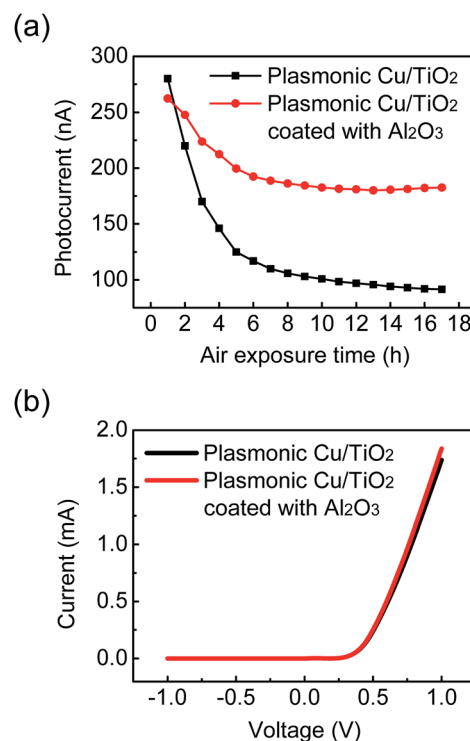 (a)
300
250
200
150
100
Photocurrent (nA)
Plasmonic Cu/TiO₂
Plasmonic Cu/TiO₂
coated with Al₂O₃
0 2 4 6 8 10 12 14 16 18
Air exposure time (h)
(b)
2.0
1.5
1.0
0.5
0.0
Current (mA)
Plasmonic Cu/TiO₂
Plasmonic Cu/TiO₂
coated with Al₂O₃
-1.0 -0.5 0.0 0.5 1.0
Voltage (V)